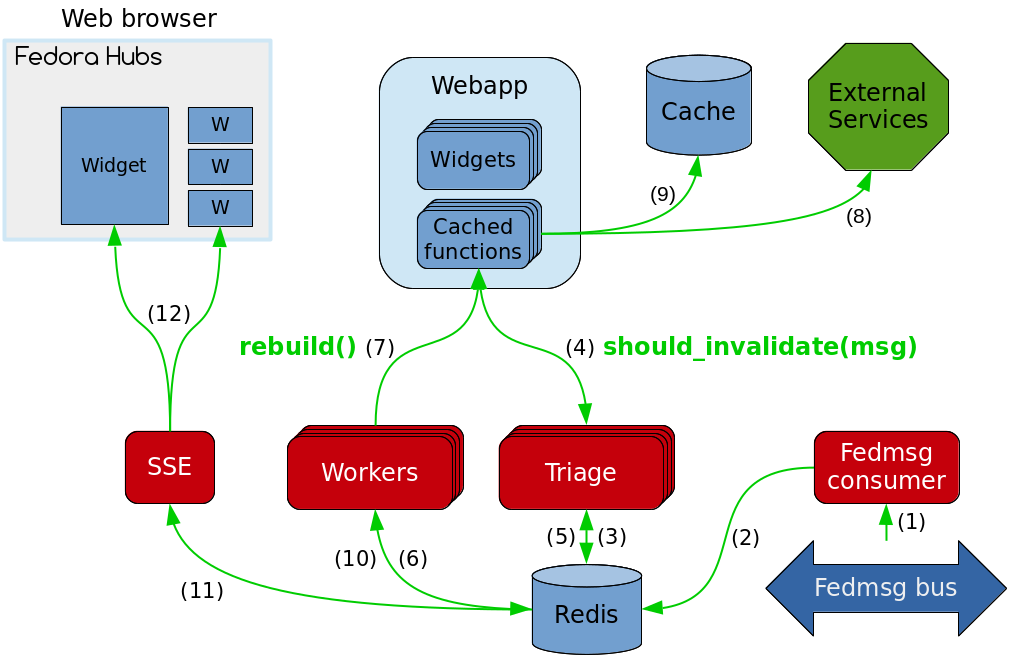 Web browser
Fedora Hubs
Widget
W
W
W
Webapp
Widgets
Cached
functions
Cache
External
Services
(9)
(8)
(12)
rebuild() (7)
(4) should_invalidate(msg)
SSE
Workers
Triage
Fedmsg
consumer
(1)
(2)
(5) (3)
(10) (6)
(11)
Redis
Fedmsg bus